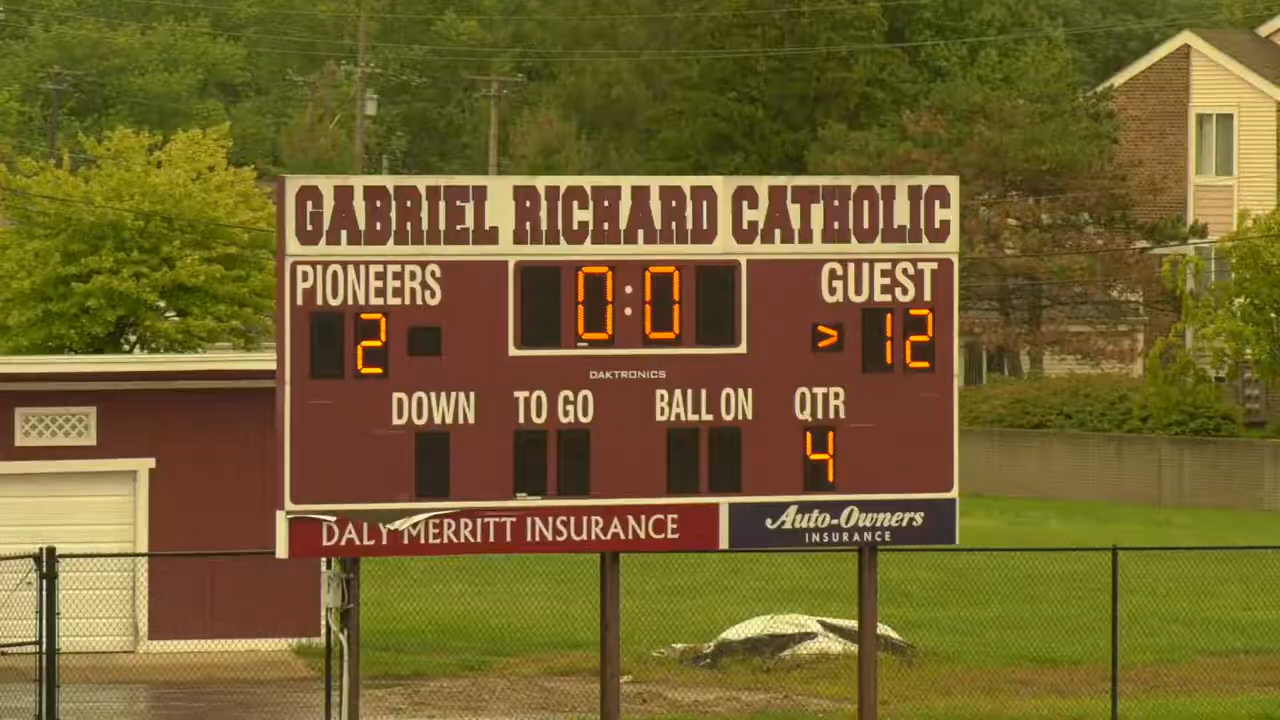 GABRIEL RICHARD CATHOLIC
PIONEERS 0:0 GUEST
2 > 12
DAKTRONICS
DOWN TO GO BALL ON QTR
4
DALY MERRITT INSURANCE
Auto-Owners
INSURANCE